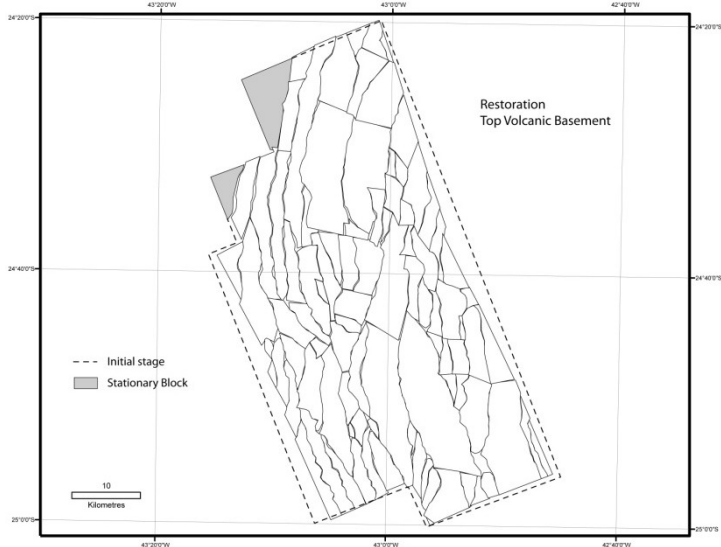 43°20'0"W
43°0'0"W
42°40'0"W
24°20'0"S
24°20'0"S
Restoration
Top Volcanic Basement
24°40'0"S
24°40'0"S
Initial stage
Stationary Block
10
Kilometres
25°0'0"S
25°0'0"S
43°20'0"W
43°0'0"W
42°40'0"W